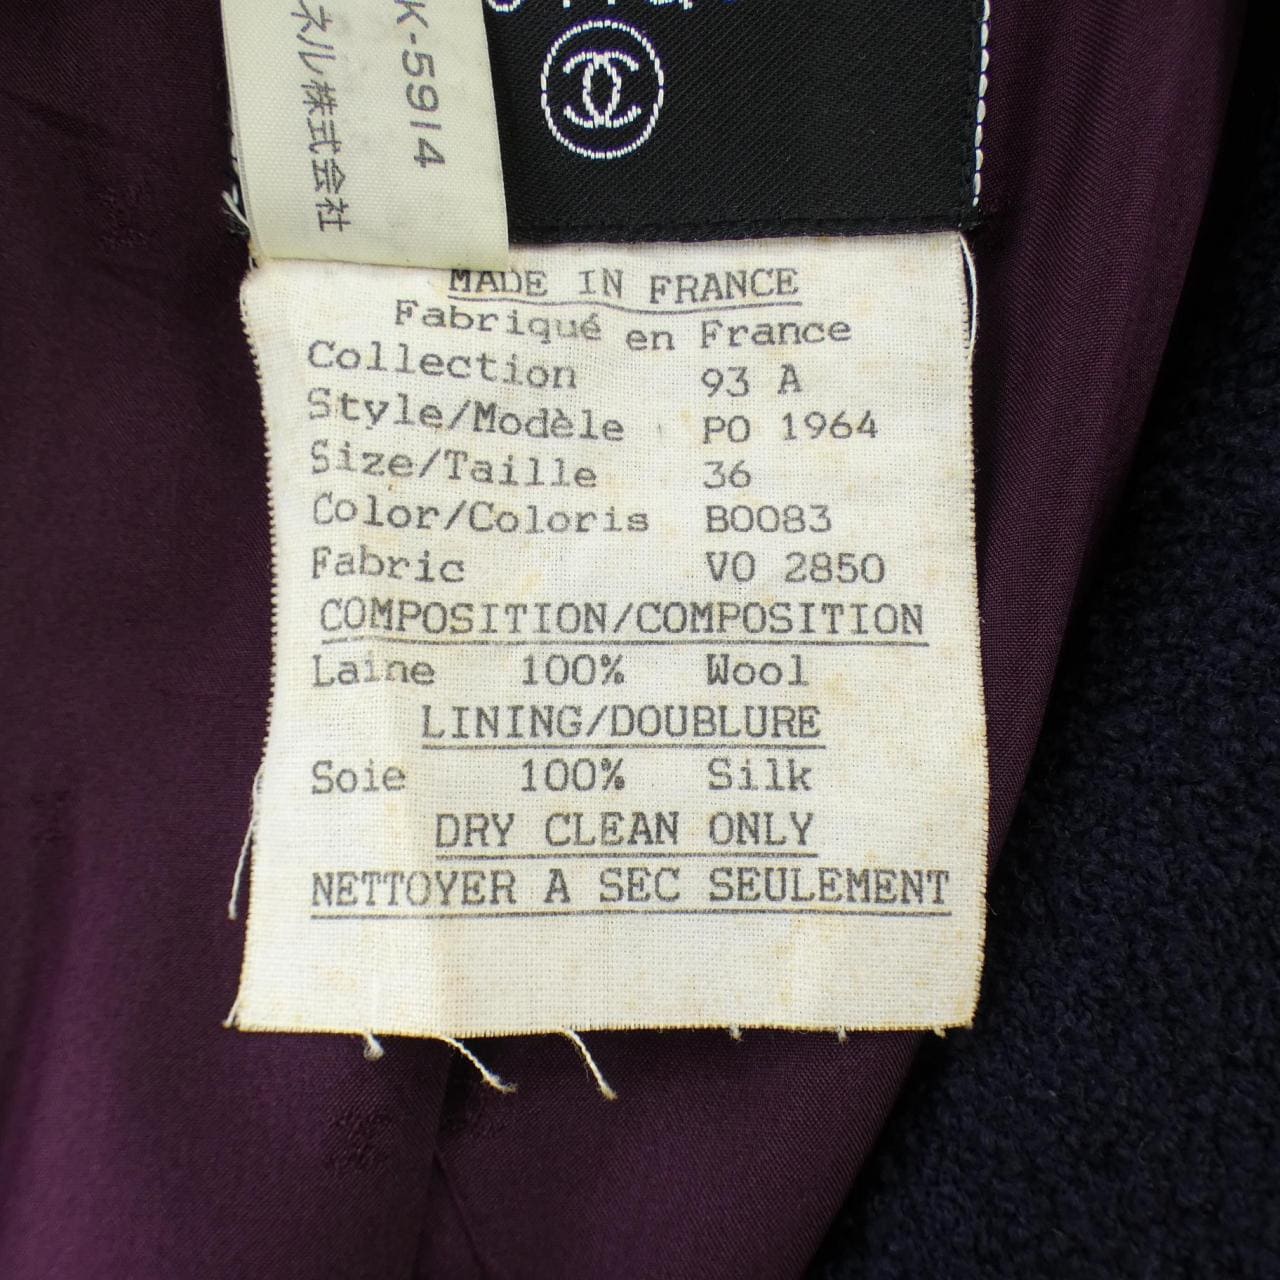 K-5914
ネル株式会社
MADE IN FRANCE
Fabriqué en France
Collection 93 A
Style/Modèle PO 1964
Size/Taille 36
Color/Coloris B0083
Fabric VO 2850
COMPOSITION/COMPOSITION
Laine 100% Wool
LINING/DOUBLURE
Soie 100% Silk
DRY CLEAN ONLY
NETTOYER A SEC SEULEMENT